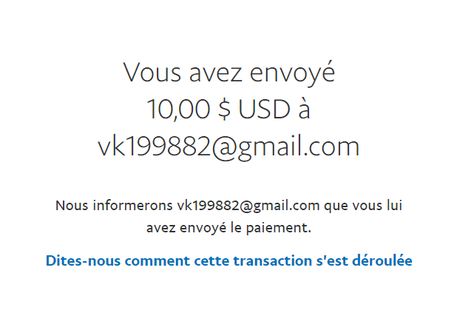 Vous avez envoyé
10,00 $ USD à
vk199882@gmail.com
Nous informerons vk199882@gmail.com que vous lui
avez envoyé le paiement.
Dites-nous comment cette transaction s'est déroulée